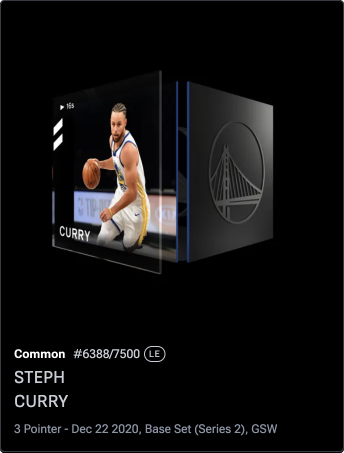 16s
CURRY
Common #6388/7500 LE
STEPH
CURRY
3 Pointer - Dec 22 2020, Base Set (Series 2), GSW